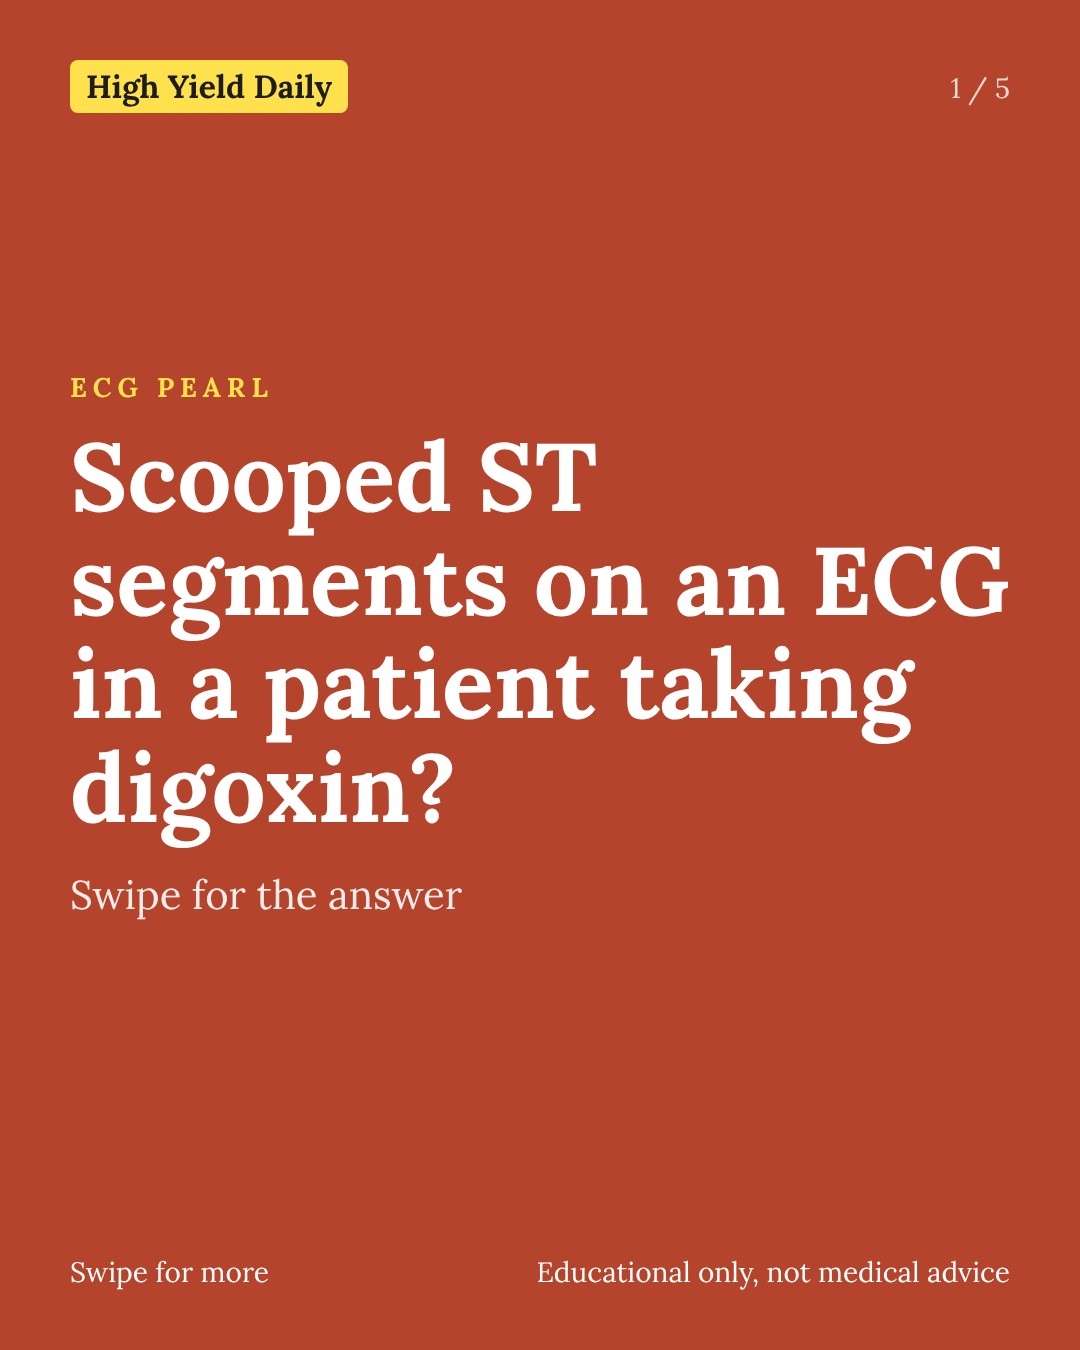 High Yield Daily
1 / 5
ECG PEARL
Scooped ST
segments on an ECG
in a patient taking
digoxin?
Swipe for the answer
Swipe for more
Educational only, not medical advice